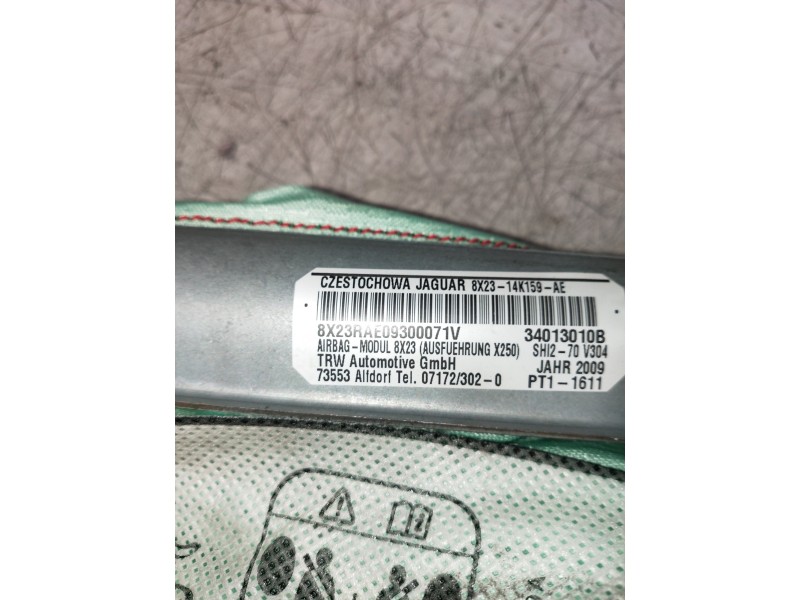 CZESTOCHOWA JAGUAR 8X23-14K159-AE
8X23RAE09300071V 34013010B
AIRBAG-MODUL 8X23 (AUSFUEHRUNG X250) SHI2-70 V304
TRW Automotive GmbH JAHR 2009
73553 Alfdorf Tel. 07172/302-0 PT1-1611